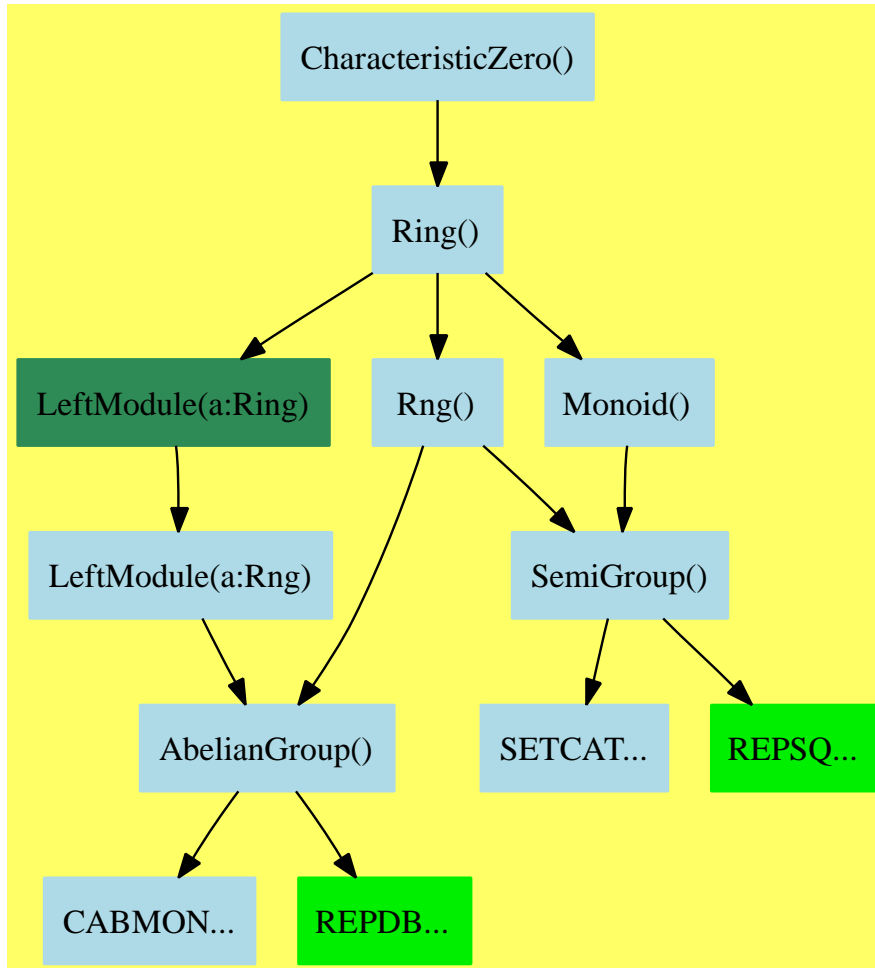 CharacteristicZero()
Ring()
LeftModule(a:Ring)
Rng()
Monoid()
LeftModule(a:Rng)
SemiGroup()
AbelianGroup()
SETCAT...
REPSQ...
CABMON...
REPDB...